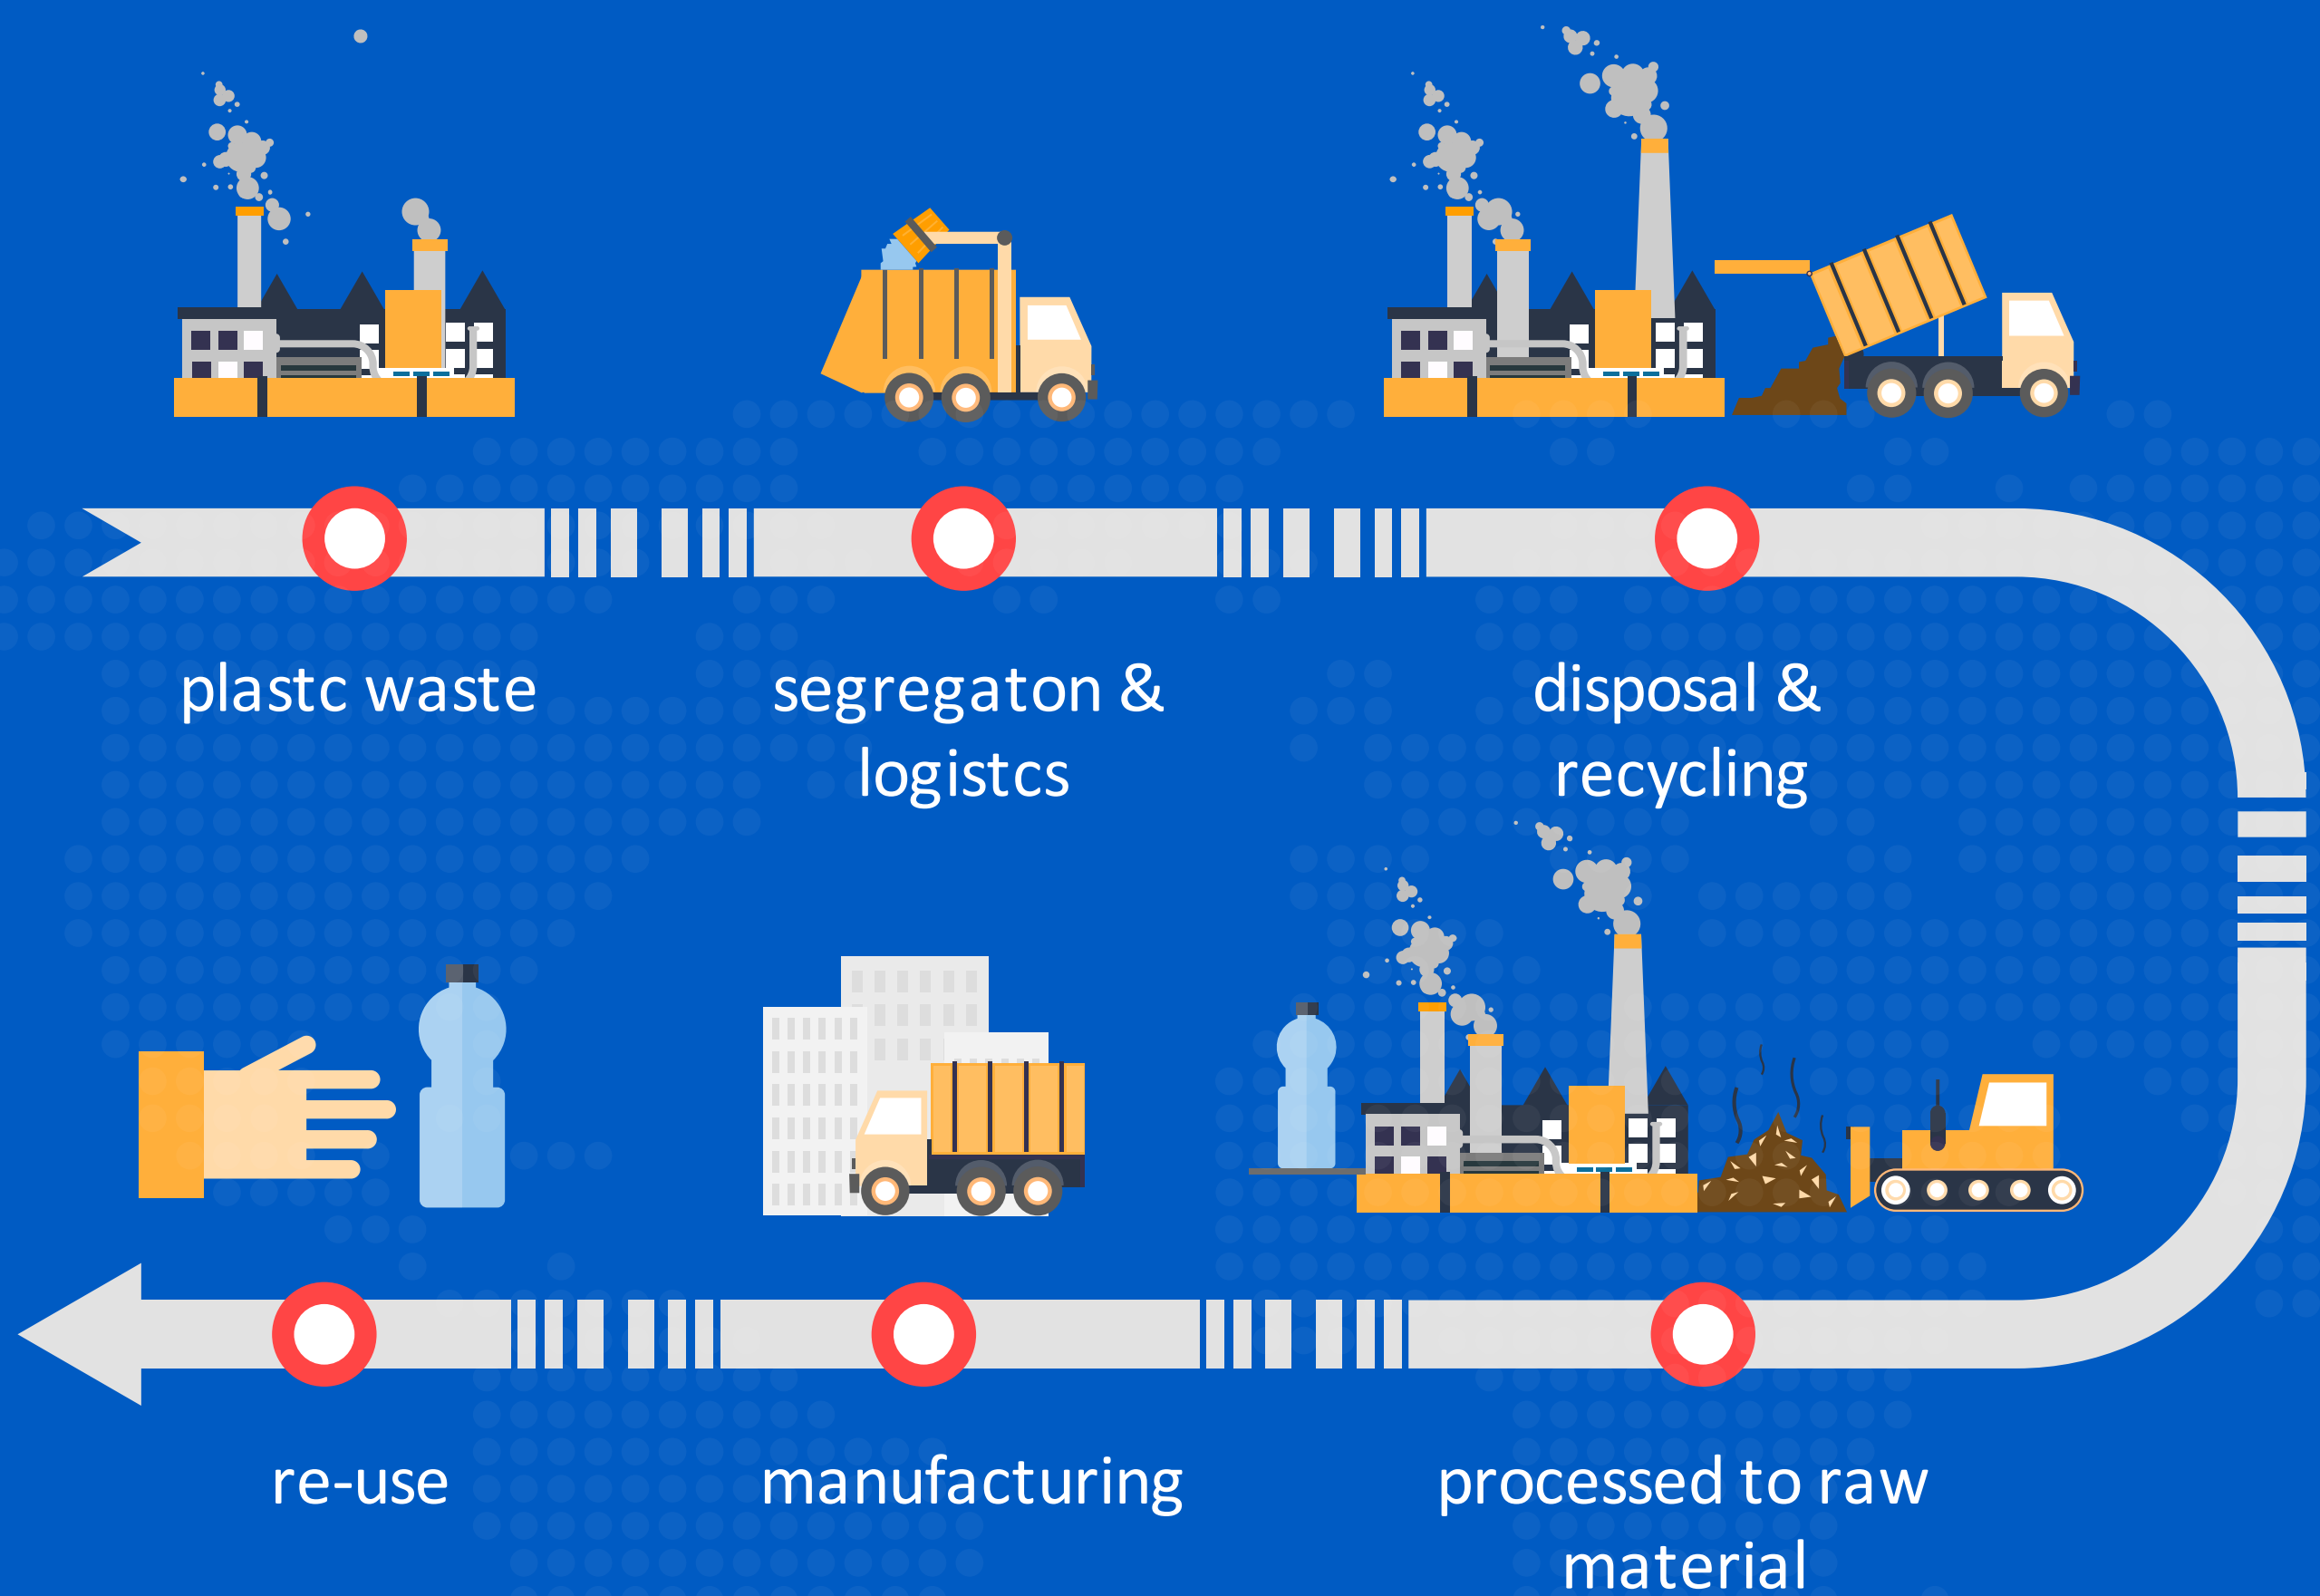 plastc waste
segregaton &
logistcs
disposal &
recycling
re-use
manufacturing
processed to raw
material